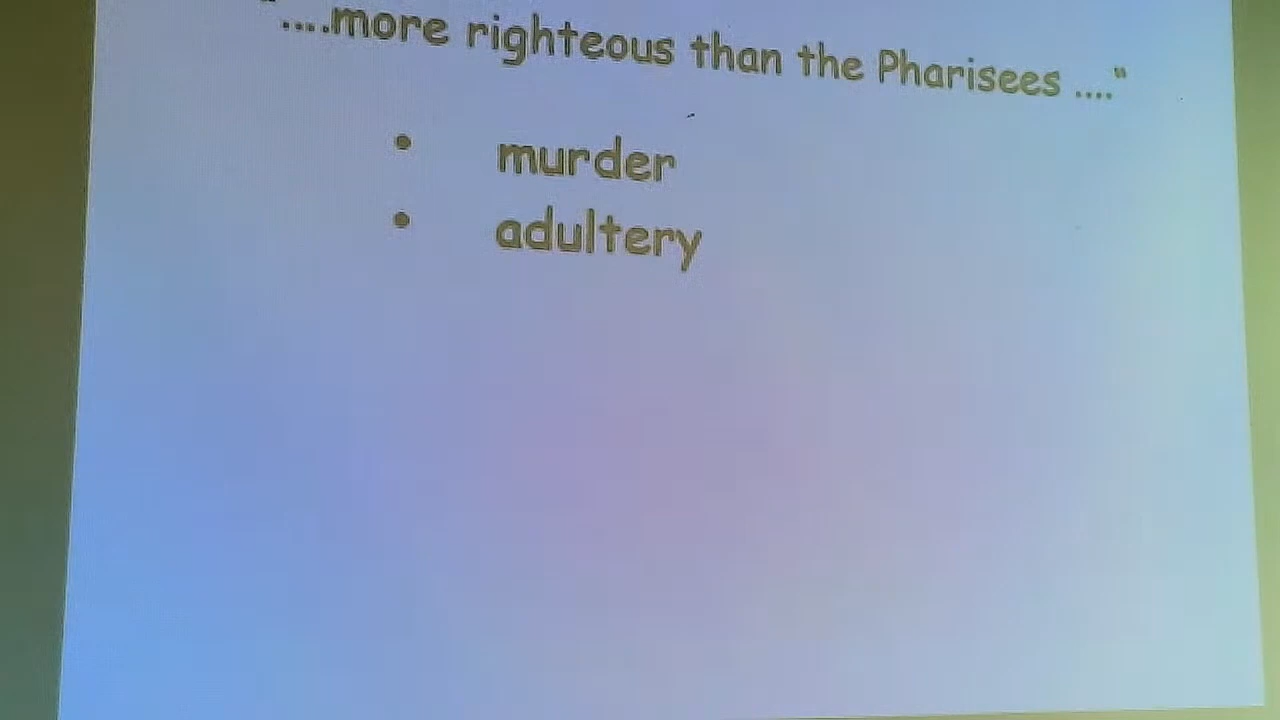 "....more righteous than the Pharisees ...."
• murder
• adultery